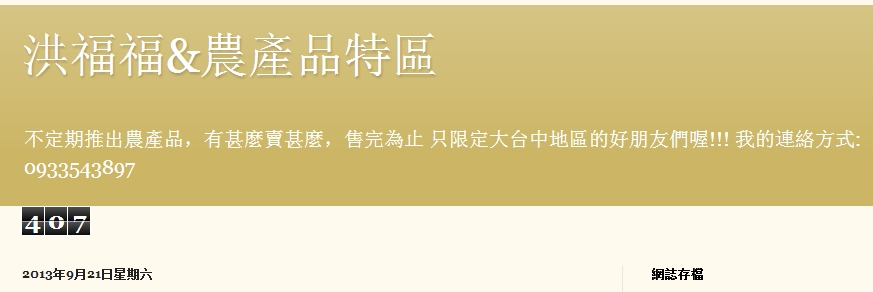 洪福福&農產品特區
不定期推出農產品，有甚麼賣甚麼，售完為止 只限定大台中地區的好朋友們喔!!! 我的連絡方式:
0933543897
407
2013年9月21日星期六
網誌存檔